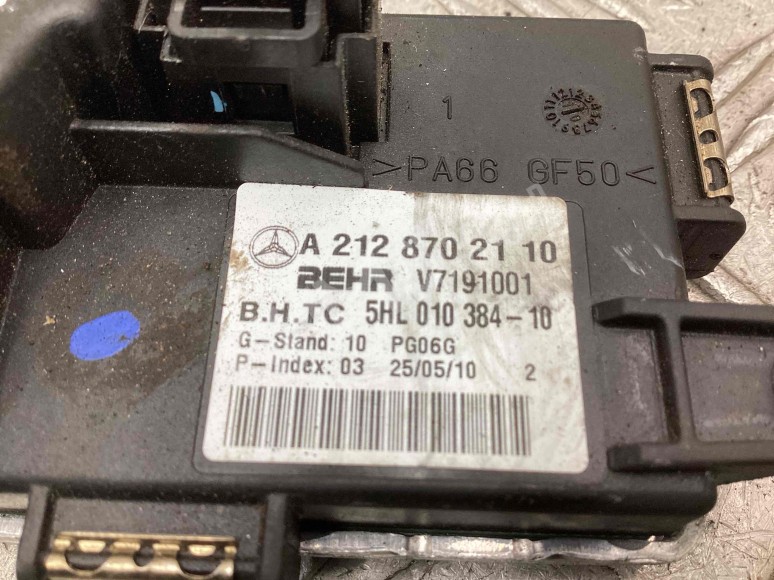 1
>PA66 GF50<
A 212 870 21 10
BEHR V7191001
B.H.TC 5HL 010 384-10
G-Stand: 10 PG06G
P-Index: 03 25/05/10 2